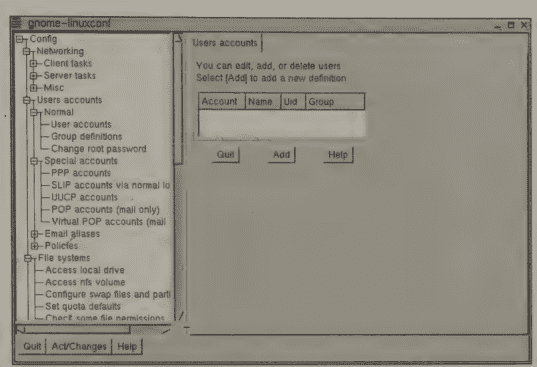 gnome-linuxconf
Config
Networking
Client tasks
Server tasks
Misc
Users accounts
Normal
User accounts
Group definitions
Change root password
Special accounts
PPP accounts
SLIP accounts via normal lo
UUCP accounts
POP accounts (mail only)
Virtual POP accounts (mail
Email aliases
Policies
File systems
Access local drive
Access nfs volume
Configure swap files and parti
Set quota defaults
Check some file permissions
Quit Act/Changes Help
Users accounts
You can edit, add, or delete users
Select [Add] to add a new definition
Account Name Uid Group
Quit Add Help